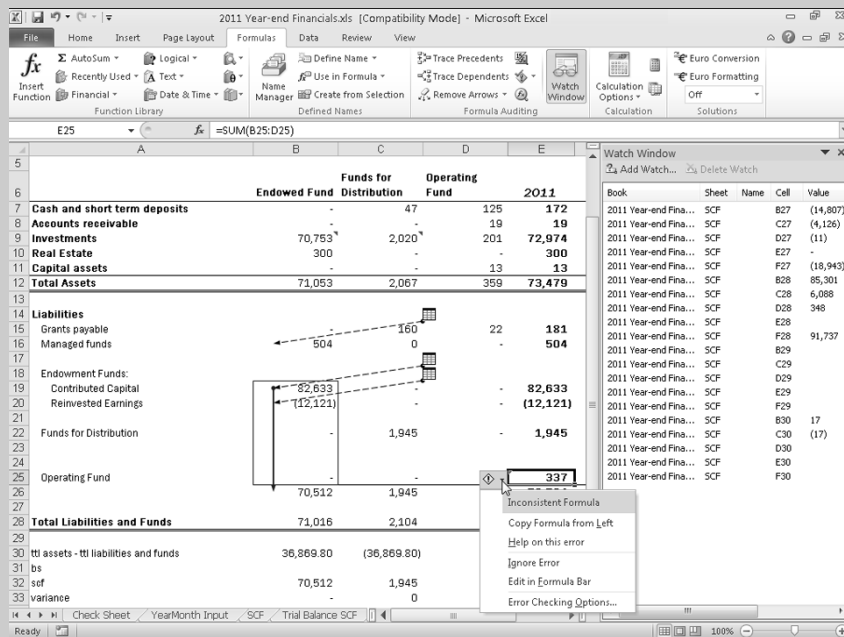 2011 Year-end Financials.xls [Compatibility Mode] - Microsoft Excel
File Home Insert Page Layout Formulas Data Review View
fx Σ AutoSum Logical Define Name Trace Precedents Euro Conversion
Recently Used Text Use in Formula Trace Dependents Euro Formatting
Insert Function Financial Date & Time Name Manager Create from Selection Remove Arrows Watch Window Calculation Options Off
Function Library Defined Names Formula Auditing Calculation Solutions
E25 fx =SUM(B25:D25)
A B C D E
5
6 Endowed Fund Funds for Distribution Operating Fund 2011
7 Cash and short term deposits - 47 125 172
8 Accounts receivable - - 19 19
9 Investments 70,753 2,020 201 72,974
10 Real Estate 300 - - 300
11 Capital assets - - 13 13
12 Total Assets 71,053 2,067 359 73,479
13
14 Liabilities
15 Grants payable - 160 22 181
16 Managed funds 504 0 - 504
17
18 Endowment Funds:
19 Contributed Capital 82,633 - - 82,633
20 Reinvested Earnings (12,121) - - (12,121)
21
22 Funds for Distribution - 1,945 - 1,945
23
24
25 Operating Fund - - 337
26 70,512 1,945
27
28 Total Liabilities and Funds 71,016 2,104
29
30 ttl assets - ttl liabilities and funds 36,869.80 (36,869.80)
31 bs
32 scf 70,512 1,945
33 variance 0
Inconsistent Formula
Copy Formula from Left
Help on this error
Ignore Error
Edit in Formula Bar
Error Checking Options...
Watch Window
Add Watch... Delete Watch
Book Sheet Name Cell Value
2011 Year-end Fina... SCF B27 (14,807)
2011 Year-end Fina... SCF C27 (4,126)
2011 Year-end Fina... SCF D27 (11)
2011 Year-end Fina... SCF E27 -
2011 Year-end Fina... SCF F27 (18,943)
2011 Year-end Fina... SCF B28 85,301
2011 Year-end Fina... SCF C28 6,088
2011 Year-end Fina... SCF D28 348
2011 Year-end Fina... SCF E28
2011 Year-end Fina... SCF F28 91,737
2011 Year-end Fina... SCF B29
2011 Year-end Fina... SCF C29
2011 Year-end Fina... SCF D29
2011 Year-end Fina... SCF E29
2011 Year-end Fina... SCF F29
2011 Year-end Fina... SCF B30 17
2011 Year-end Fina... SCF C30 (17)
2011 Year-end Fina... SCF D30
2011 Year-end Fina... SCF E30
2011 Year-end Fina... SCF F30
Check Sheet YearMonth Input SCF Trial Balance SCF
Ready 100%